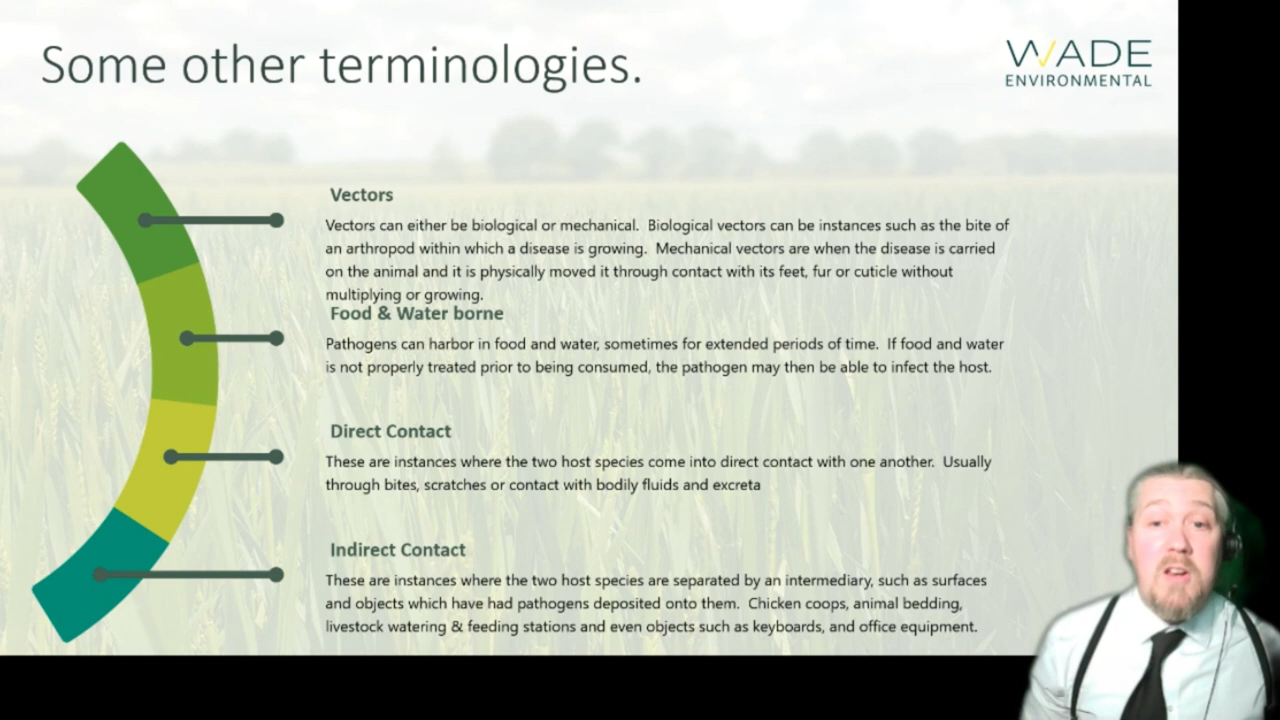 Some other terminologies.
WADE
ENVIRONMENTAL
Vectors
Vectors can either be biological or mechanical.  Biological vectors can be instances such as the bite of
an arthropod within which a disease is growing.  Mechanical vectors are when the disease is carried
on the animal and it is physically moved it through contact with its feet, fur or cuticle without
multiplying or growing.
Food & Water borne
Pathogens can harbor in food and water, sometimes for extended periods of time.  If food and water
is not properly treated prior to being consumed, the pathogen may then be able to infect the host.
Direct Contact
These are instances where the two host species come into direct contact with one another.  Usually
through bites, scratches or contact with bodily fluids and excreta
Indirect Contact
These are instances where the two host species are separated by an intermediary, such as surfaces
and objects which have had pathogens deposited onto them.  Chicken coops, animal bedding,
livestock watering & feeding stations and even objects such as keyboards, and office equipment.